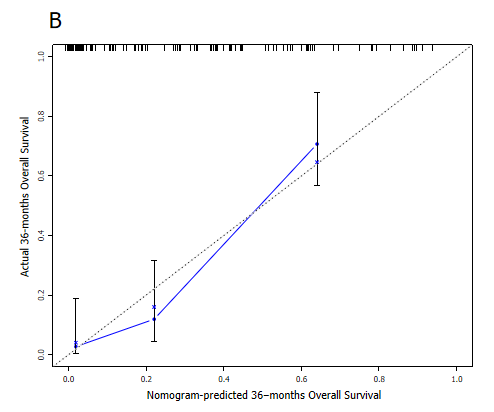 B
1.0
0.8
0.6
0.4
0.2
0.0
Actual 36-months Overall Survival
0.0 0.2 0.4 0.6 0.8 1.0
Nomogram-predicted 36-months Overall Survival